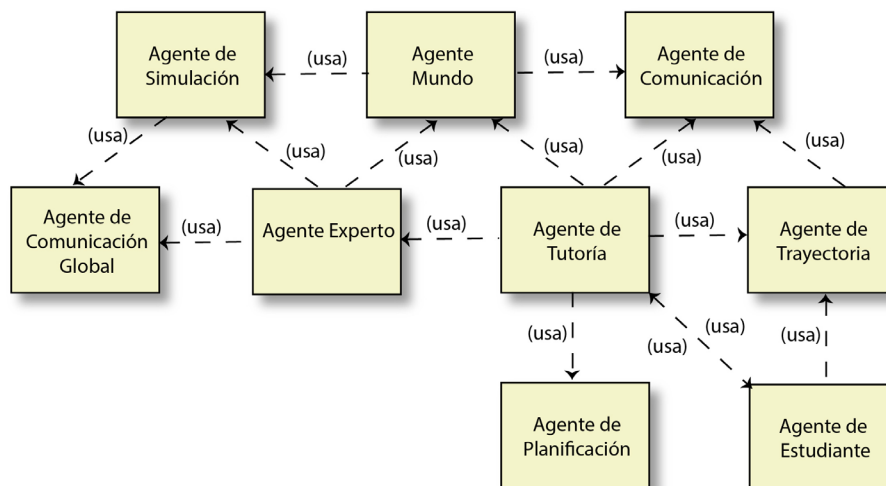 Agente de
Simulación
(usa)
Agente
Mundo
(usa)
Agente de
Comunicación
(usa)
(usa)
(usa)
(usa)
(usa)
(usa)
Agente de
Comunicación
Global
(usa)
Agente Experto
(usa)
Agente de
Tutoría
(usa)
Agente de
Trayectoria
(usa)
(usa)
(usa)
(usa)
Agente de
Planificación
Agente de
Estudiante